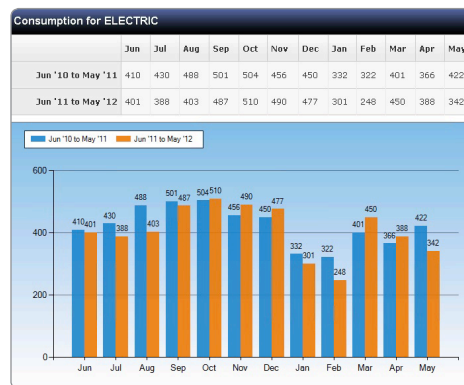 Consumption for ELECTRIC
Jun Jul Aug Sep Oct Nov Dec Jan Feb Mar Apr May
Jun '10 to May '11 410 430 488 501 504 456 450 332 322 401 366 422
Jun '11 to May '12 401 388 403 487 510 490 477 301 248 450 388 342
Jun '10 to May '11 Jun '11 to May '12
600
400
200
0
410 401 430 388 488 403 501 487 504 510 456 490 450 477 332 301 322 248 401 450 366 388 422 342
Jun Jul Aug Sep Oct Nov Dec Jan Feb Mar Apr May